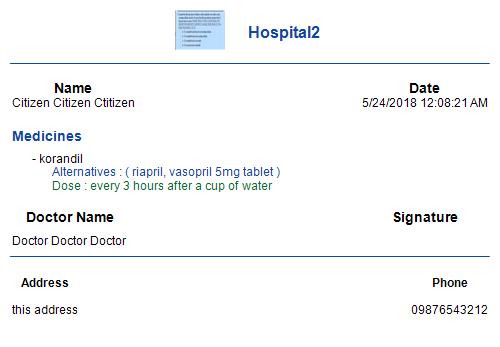 Hospital2
Name Date
Citizen Citizen Ctitizen 5/24/2018 12:08:21 AM
Medicines
- korandil
Alternatives : ( riapril, vasopril 5mg tablet )
Dose : every 3 hours after a cup of water
Doctor Name Signature
Doctor Doctor Doctor
Address Phone
this address 09876543212